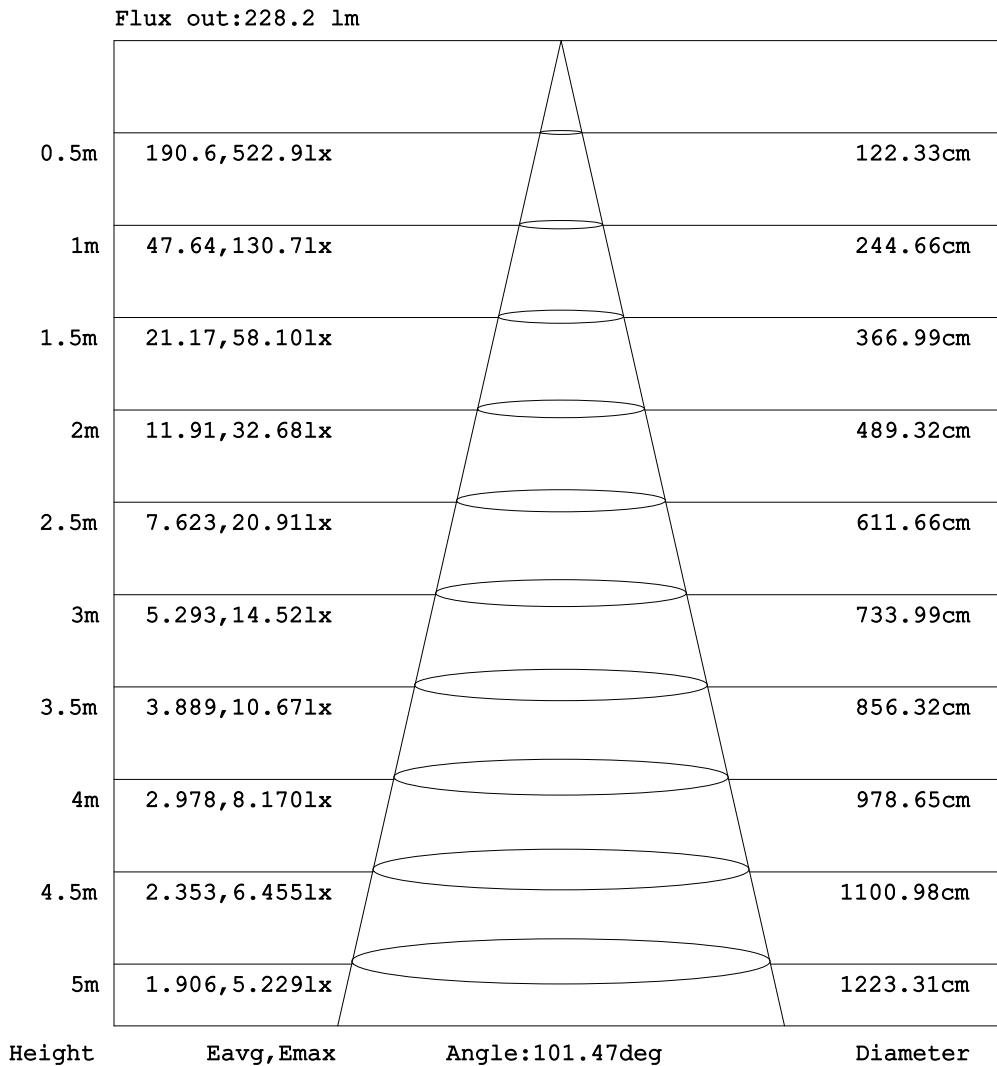 Flux out:228.2 lm
0.5m 190.6,522.9lx 122.33cm
1m 47.64,130.7lx 244.66cm
1.5m 21.17,58.10lx 366.99cm
2m 11.91,32.68lx 489.32cm
2.5m 7.623,20.91lx 611.66cm
3m 5.293,14.52lx 733.99cm
3.5m 3.889,10.67lx 856.32cm
4m 2.978,8.170lx 978.65cm
4.5m 2.353,6.455lx 1100.98cm
5m 1.906,5.229lx 1223.31cm
Height Eavg,Emax Angle:101.47deg Diameter